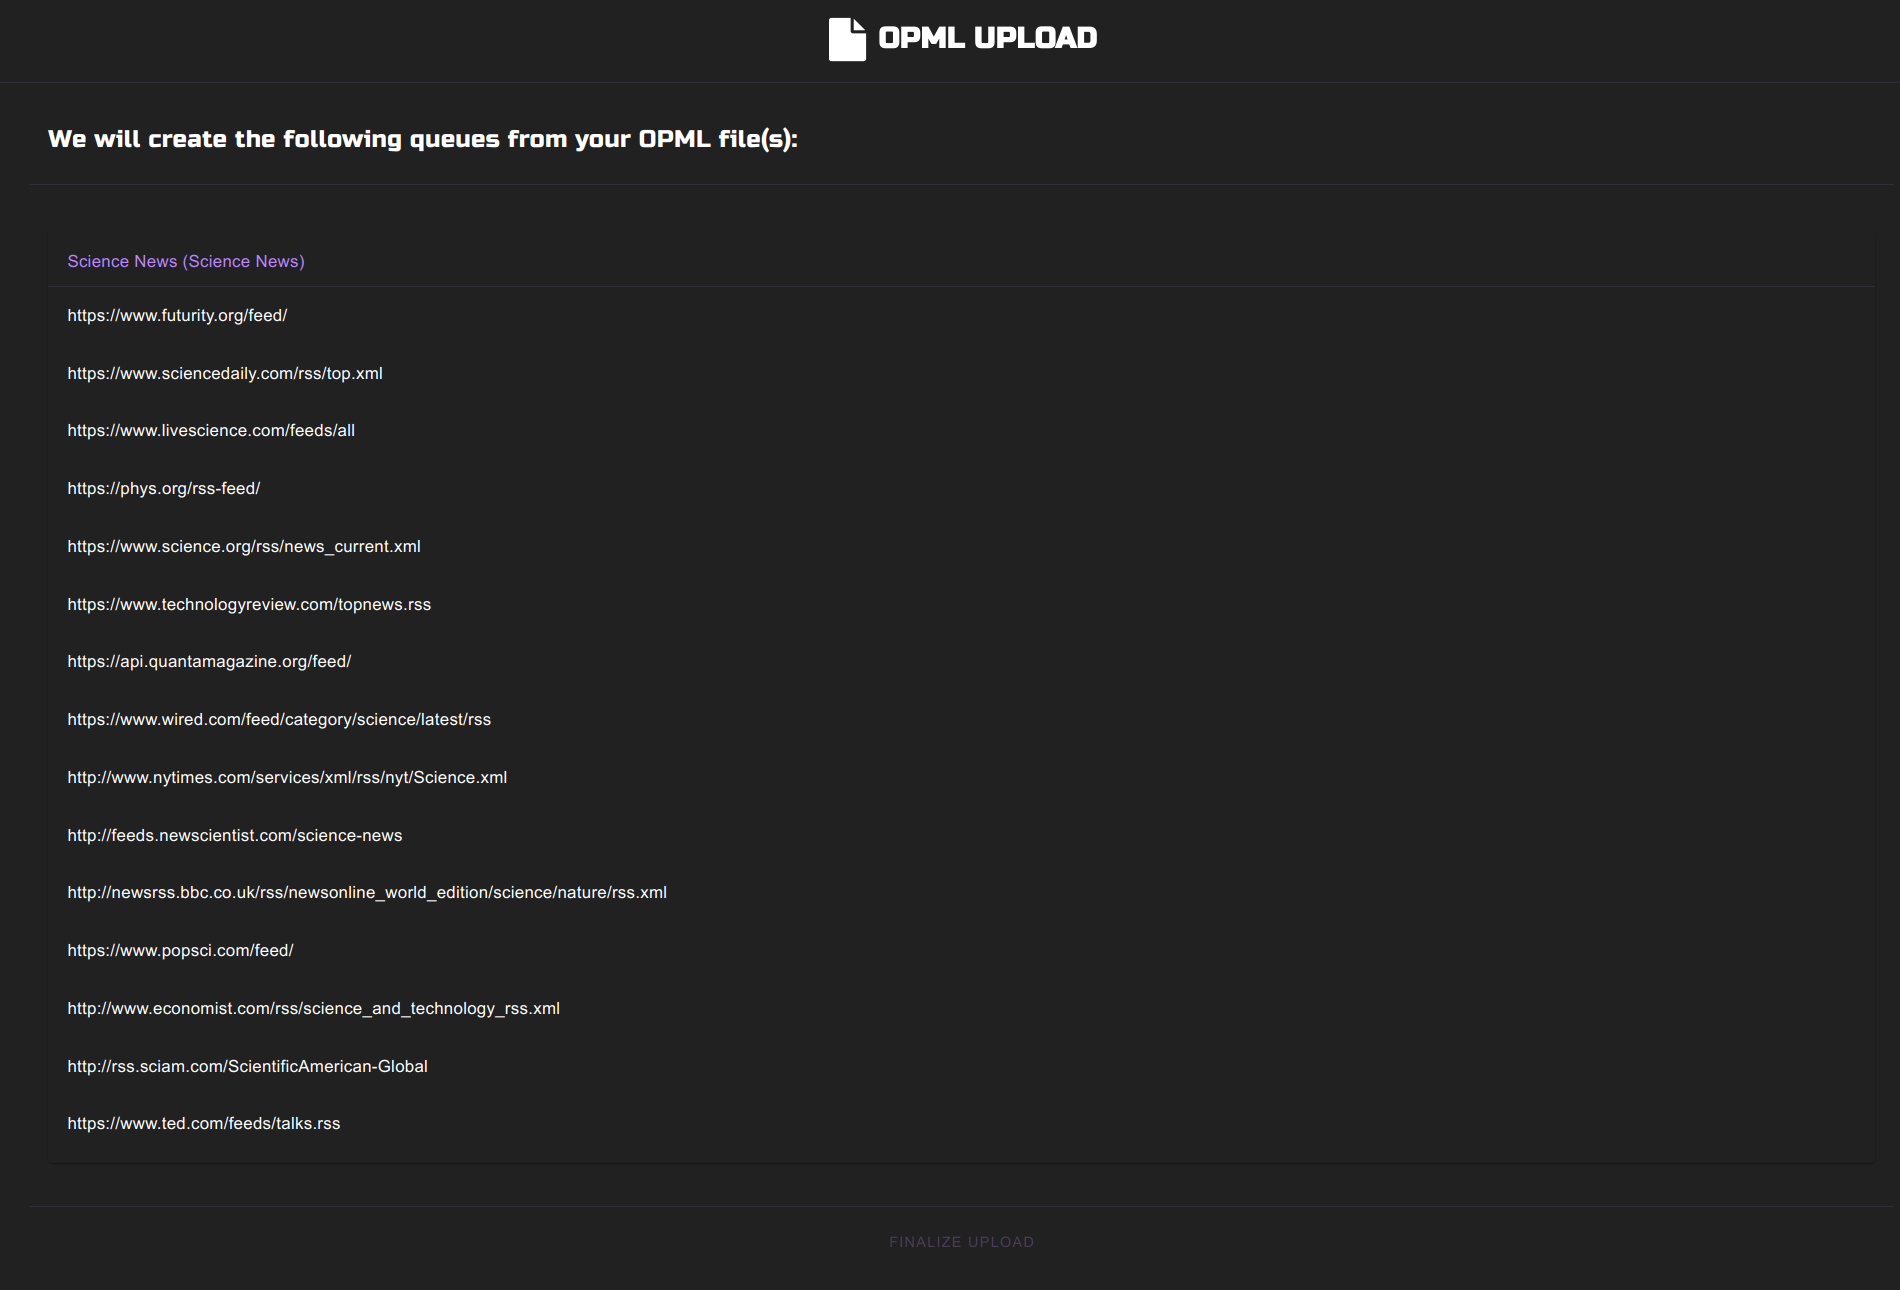 OPML UPLOAD
We will create the following queues from your OPML file(s):
Science News (Science News)
https://www.futurity.org/feed/
https://www.sciencedaily.com/rss/top.xml
https://www.livescience.com/feeds/all
https://phys.org/rss-feed/
https://www.science.org/rss/news_current.xml
https://www.technologyreview.com/topnews.rss
https://api.quantamagazine.org/feed/
https://www.wired.com/feed/category/science/latest/rss
http://www.nytimes.com/services/xml/rss/nyt/Science.xml
http://feeds.newscientist.com/science-news
http://newsrss.bbc.co.uk/rss/newsonline_world_edition/science/nature/rss.xml
https://www.popsci.com/feed/
http://www.economist.com/rss/science_and_technology_rss.xml
http://rss.sciam.com/ScientificAmerican-Global
https://www.ted.com/feeds/talks.rss
FINALIZE UPLOAD